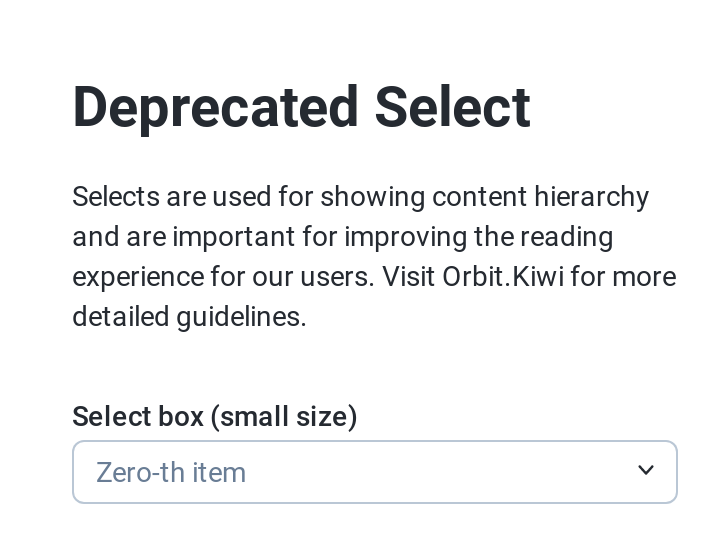 Deprecated Select
Selects are used for showing content hierarchy
and are important for improving the reading
experience for our users. Visit Orbit.Kiwi for more
detailed guidelines.
Select box (small size)
Zero-th item